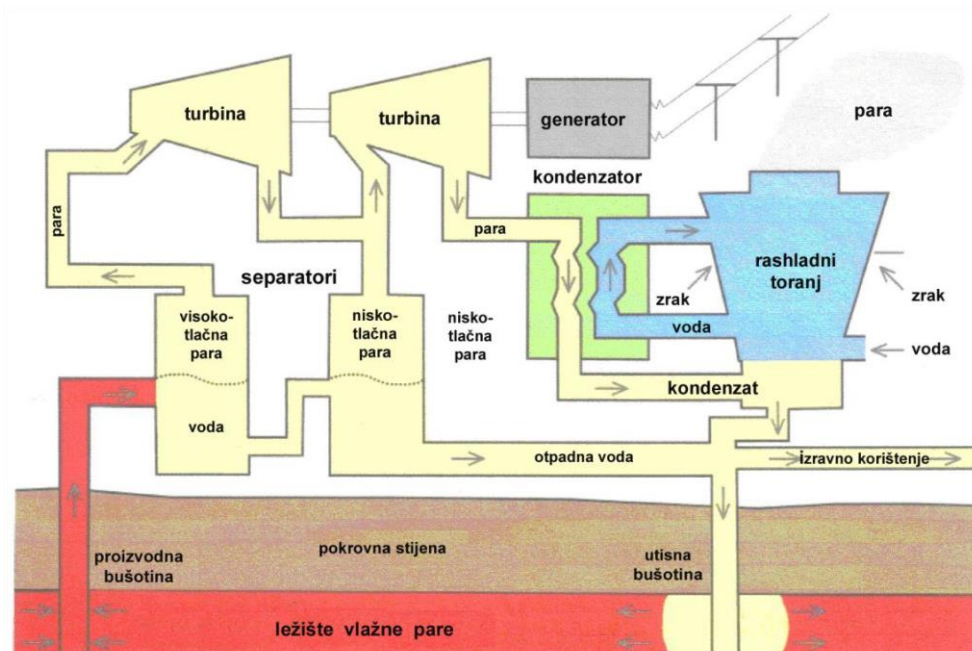 turbina
turbina
generator
para
kondenzator
para
para
separatori
rashladni
toranj
zrak
zrak
visoko-
tlačna
para
nisko-
tlačna
para
nisko-
tlačna
para
voda
voda
kondenzat
voda
otpadna voda
izravno korištenje
proizvodna
bušotina
pokrovna stijena
utisna
bušotina
ležište vlažne pare